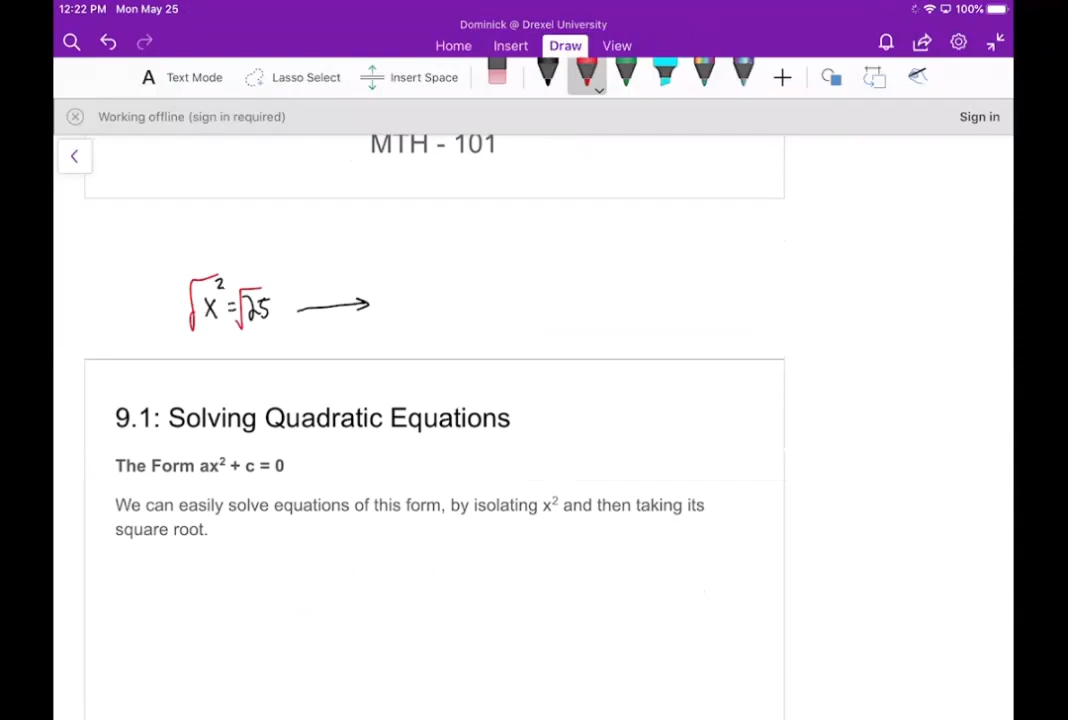 12:22 PM Mon May 25
100%
Dominick @ Drexel University
Home Insert Draw View
A Text Mode Lasso Select Insert Space
Working offline (sign in required) Sign in
MTH - 101
√x² = √25 →
9.1: Solving Quadratic Equations
The Form ax² + c = 0
We can easily solve equations of this form, by isolating x² and then taking its
square root.